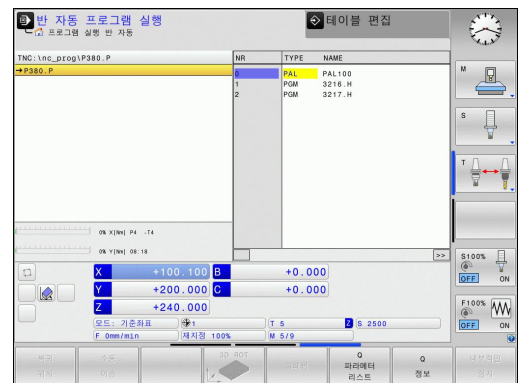 반 자동 프로그램 실행
프로그램 실행 반 자동
테이블 편집
TNC:\nc_prog\P380.P
→P380.P
NR TYPE NAME
0 PAL PAL100
1 PGM 3216.H
2 PGM 3217.H
0% X[Nm] P4 -T4
0% Y[Nm] 08:18
>>
X +100.100 B +0.000
Y +200.000 C +0.000
Z +240.000
모드: 기준좌표 1 T 5 Z S 2500
F 0mm/min 재지정 100% M 5/9
M
S
T
S100%
OFF ON
F100%
OFF ON
3D ROT
Q
파라메터
리스트
Q
정보